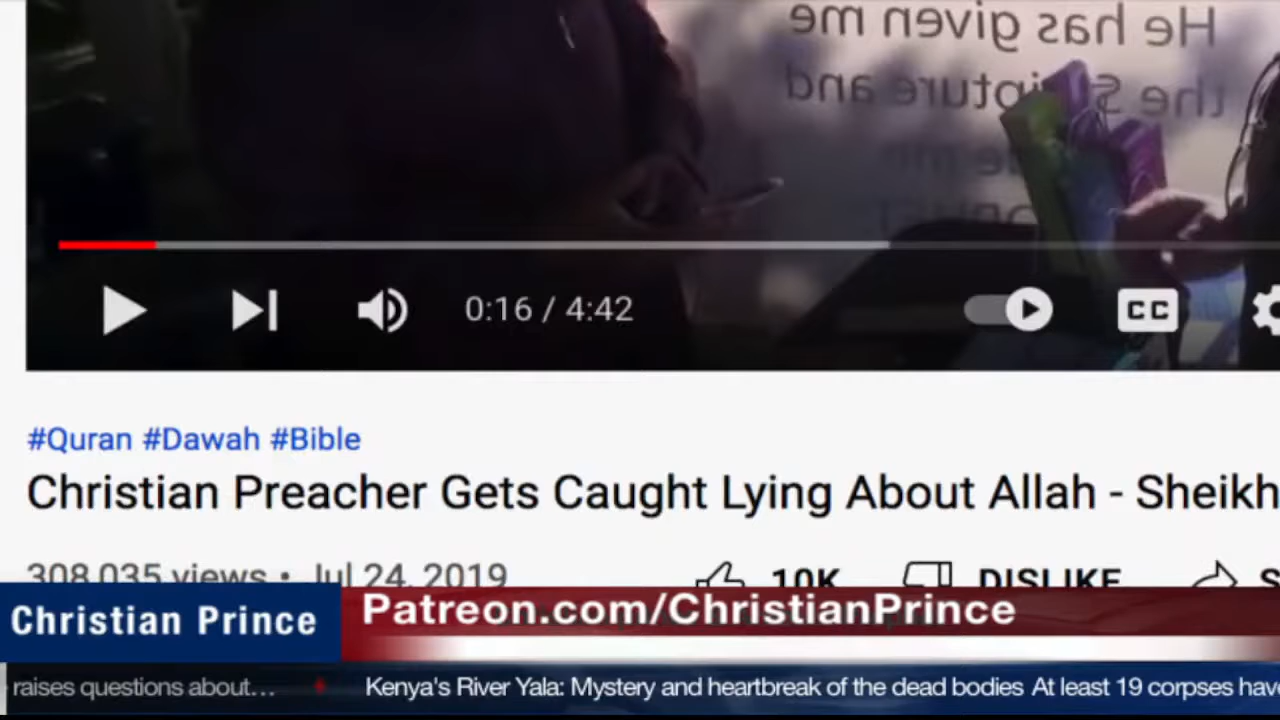 He has given me
the Scripture and
0:16 / 4:42
CC
#Quran #Dawah #Bible
Christian Preacher Gets Caught Lying About Allah - Sheikh
308,035 views • Jul 24, 2019
10K
DISLIKE
Christian Prince
Patreon.com/ChristianPrince
raises questions about…
Kenya's River Yala: Mystery and heartbreak of the dead bodies At least 19 corpses have